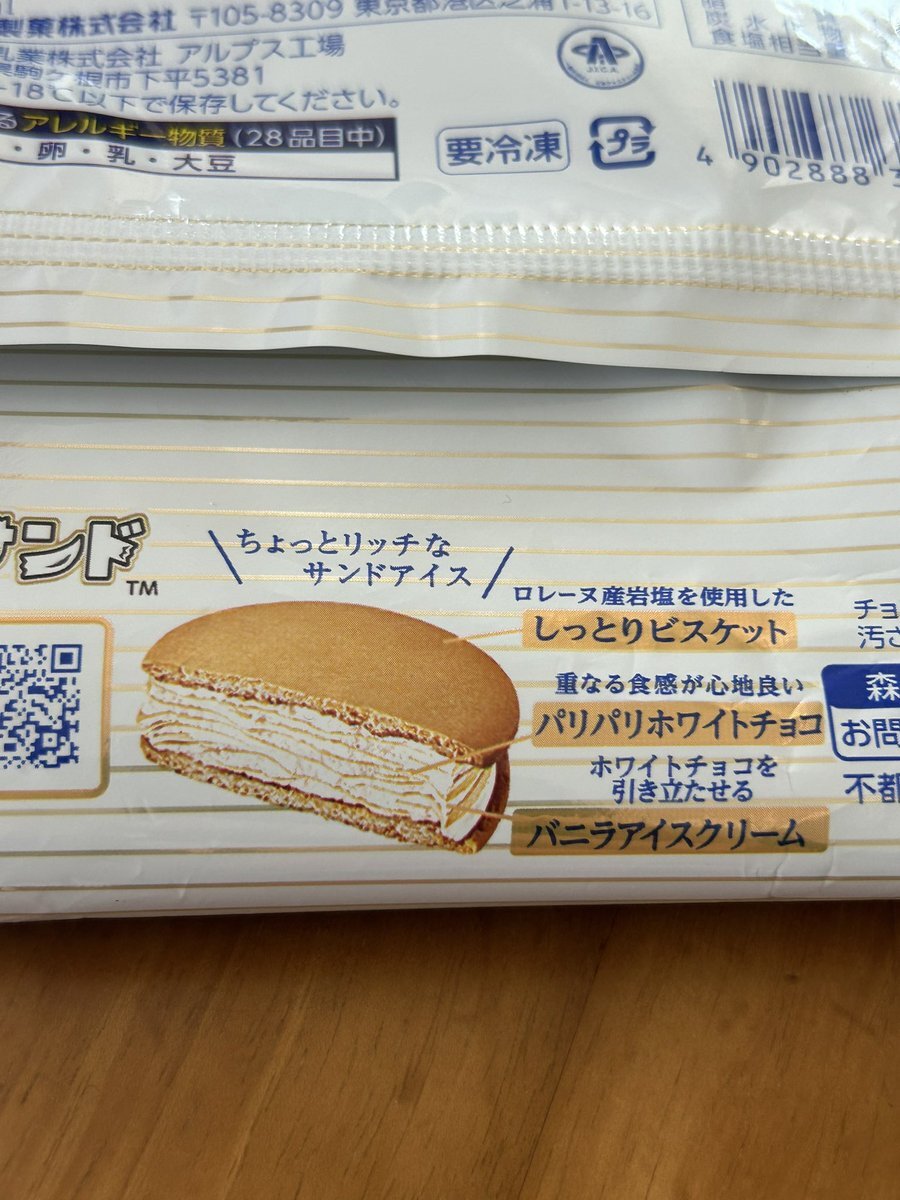 製菓株式会社 〒105-8309 東京都港区芝浦1-13-16
乳業株式会社 アルプス工場
根市下平5381
-18℃以下で保存してください。
るアレルギー物質(28品目中)
・卵・乳・大豆
要冷凍
プラ
J.I.C.A.
食塩相当
4 902888
サンド
TM
ちょっとリッチな
サンドアイス
ロレーヌ産岩塩を使用した
しっとりビスケット
重なる食感が心地良い
パリパリホワイトチョコ
ホワイトチョコを
引き立たせる
バニラアイスクリーム
チョ
汚さ
森
お問
不都